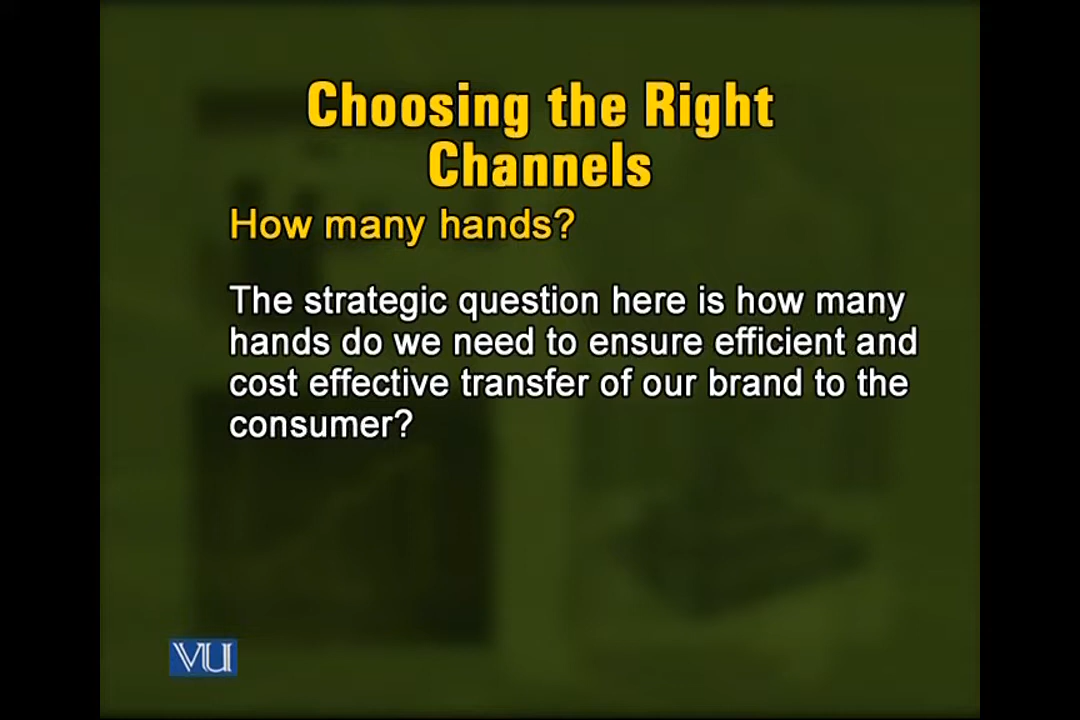 Choosing the Right
Channels
How many hands?
The strategic question here is how many
hands do we need to ensure efficient and
cost effective transfer of our brand to the
consumer?
VU